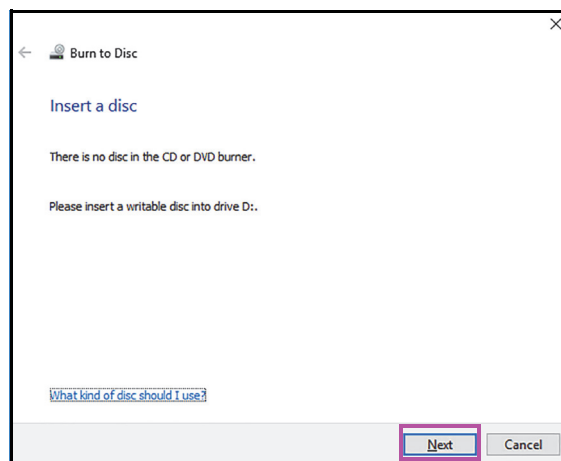 Burn to Disc
Insert a disc
There is no disc in the CD or DVD burner.
Please insert a writable disc into drive D:.
What kind of disc should I use?
Next Cancel